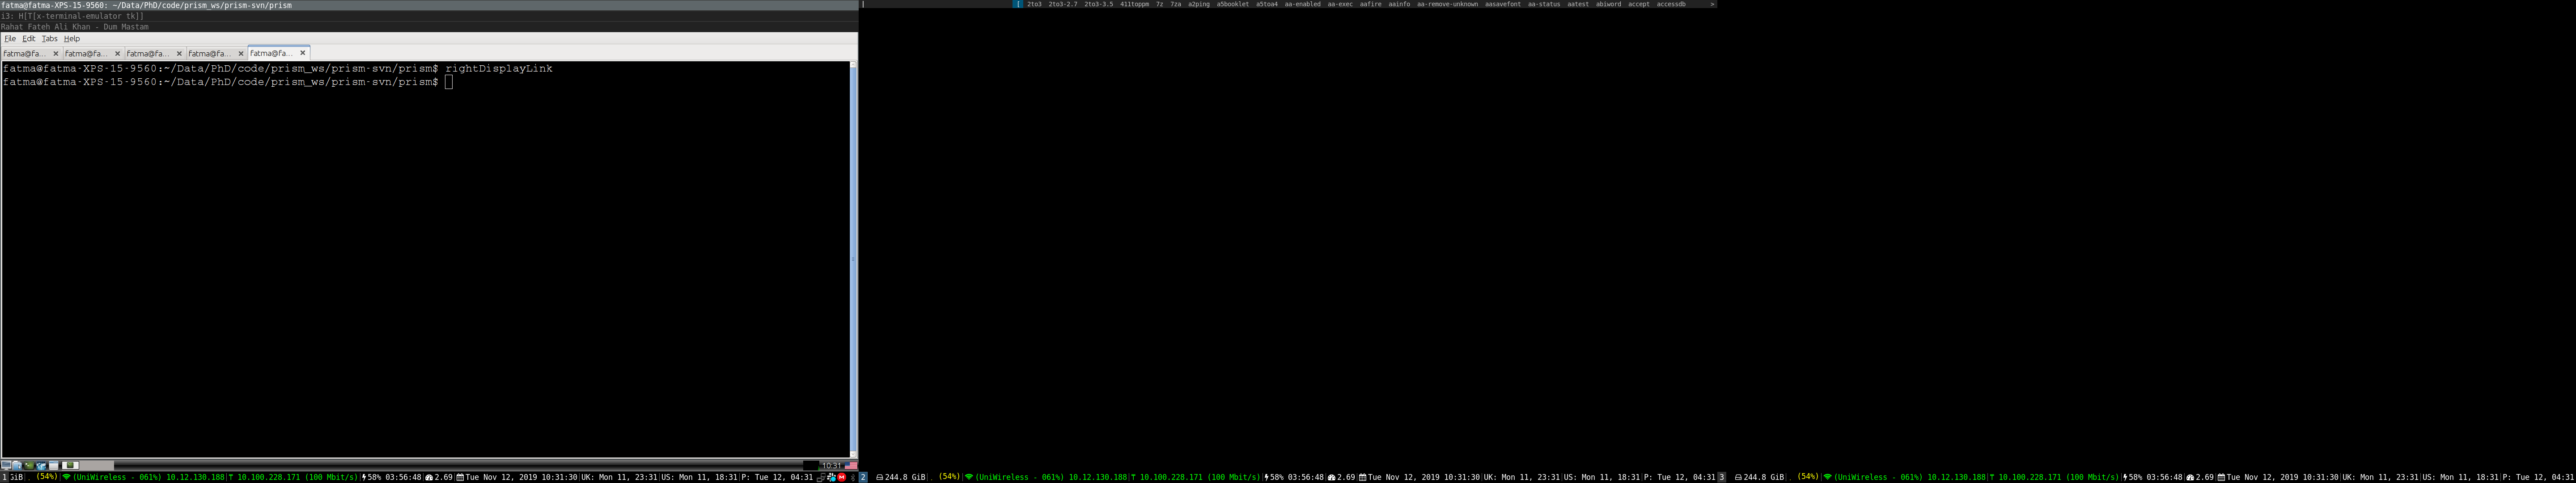 fatma@fatma-XPS-15-9560: ~/Data/PhD/code/prism_ws/prism-svn/prism
i3: H[T[x-terminal-emulator tk]]
Rahat Fateh Ali Khan - Dum Mastam
File Edit Tabs Help
fatma@fa... fatma@fa... fatma@fa... fatma@fa... fatma@fa...
fatma@fatma-XPS-15-9560:~/Data/PhD/code/prism_ws/prism-svn/prism$ rightDisplayLink
fatma@fatma-XPS-15-9560:~/Data/PhD/code/prism_ws/prism-svn/prism$
10:31
1 GiB (54%) (UniWireless - 061%) 10.12.130.188 T 10.100.228.171 (100 Mbit/s) 58% 03:56:48 2.69 Tue Nov 12, 2019 10:31:30 UK: Mon 11, 23:31 US: Mon 11, 18:31 P: Tue 12, 04:31
[ 2to3 2to3-2.7 2to3-3.5 411toppm 7z 7za a2ping a5booklet a5toa4 aa-enabled aa-exec aafire aainfo aa-remove-unknown aasavefont aa-status aatest abiword accept accessdb >
2 244.8 GiB (54%) (UniWireless - 061%) 10.12.130.188 T 10.100.228.171 (100 Mbit/s) 58% 03:56:48 2.69 Tue Nov 12, 2019 10:31:30 UK: Mon 11, 23:31 US: Mon 11, 18:31 P: Tue 12, 04:31
3 244.8 GiB (54%) (UniWireless - 061%) 10.12.130.188 T 10.100.228.171 (100 Mbit/s) 58% 03:56:48 2.69 Tue Nov 12, 2019 10:31:30 UK: Mon 11, 23:31 US: Mon 11, 18:31 P: Tue 12, 04:31